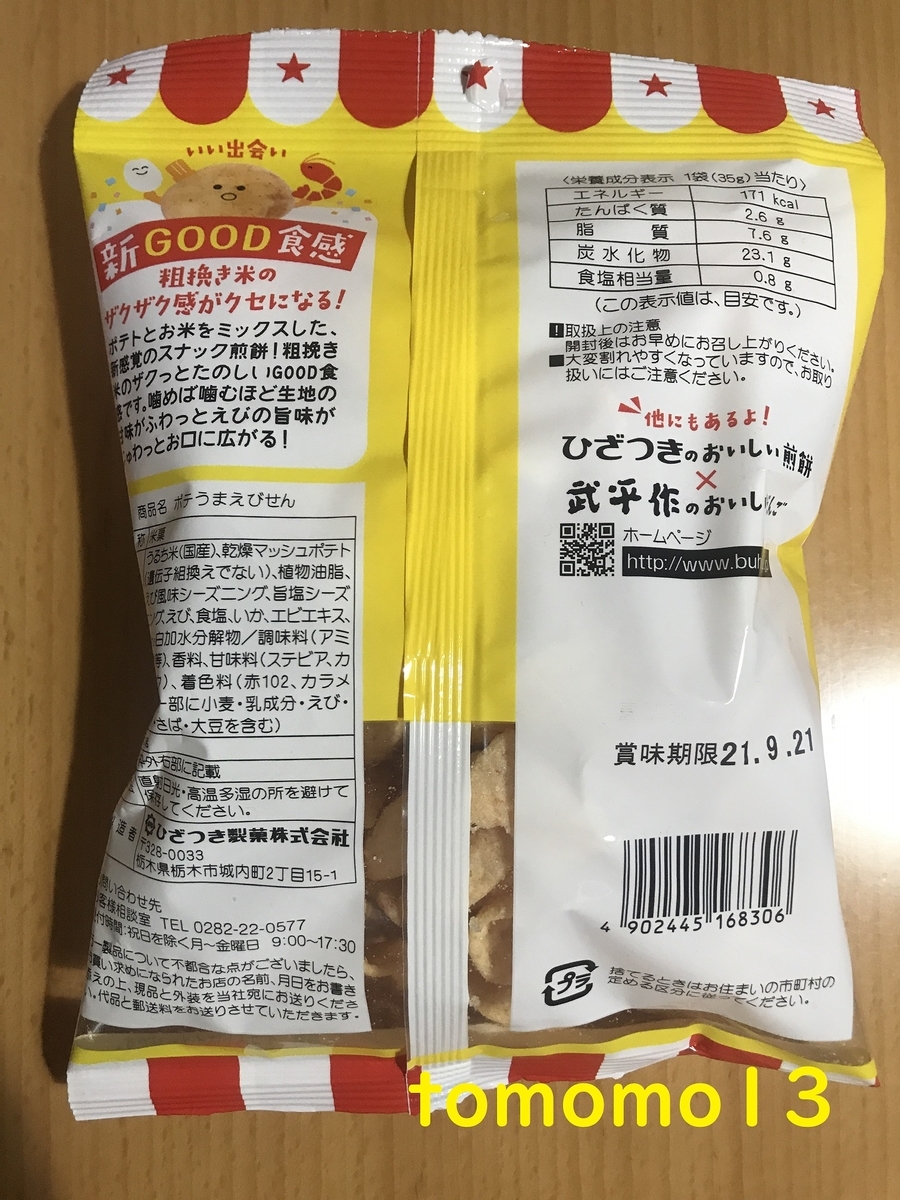 いい出会い
新GOOD食感
粗挽き米の
ザクザク感がクセになる!
ポテトとお米をミックスした、
新感覚のスナック煎餅!粗挽き
米のザクっとたのしいGOOD食
です。噛めば噛むほど生地の
味がふわっとえびの旨味が
ゅわっとお口に広がる!
商品名 ポテうまえびせん
称 米菓
うるち米(国産)、乾燥マッシュポテト
(遺伝子組換えでない)、植物油脂、
風味シーズニング、旨塩シーズ
ング、えび、食塩、いか、エビエキス、
白加水分解物/調味料(アミ
等)、香料、甘味料(ステビア、カ
)、着色料(赤102、カラメ
一部に小麦・乳成分・えび・
・さば・大豆を含む)
枠外右部に記載
直射日光・高温多湿の所を避けて
保存してください。
造者 ひざつき製菓株式会社
〒328-0033
栃木県栃木市城内町2丁目15-1
問い合わせ先
客様相談室 TEL 0282-22-0577
付時間:祝日を除く月~金曜日 9:00~17:30
一製品について不都合な点がございましたら、
買い求めになられたお店の名前、月日をお書き
えの上、現品と外装を当社宛にお送りくださ
い。代品と郵送料をお送りさせていただきます。
〈栄養成分表示 1袋(35g)当たり〉
エネルギー 171 kcal
たんぱく質 2.6 g
脂質 7.6 g
炭水化物 23.1 g
食塩相当量 0.8 g
(この表示値は、目安です。)
!取扱上の注意
開封後はお早めにお召し上がりください。
■大変割れやすくなっていますので、お取り
扱いにはご注意ください。
他にもあるよ!
ひざつきのおいしい煎餅
×
武平作のおいし
ホームページ
http://www.buh
賞味期限21.9.21
4 902445 168306
プラ
捨てるときはお住まいの市町村の
定める区分に従ってください。
tomomo13